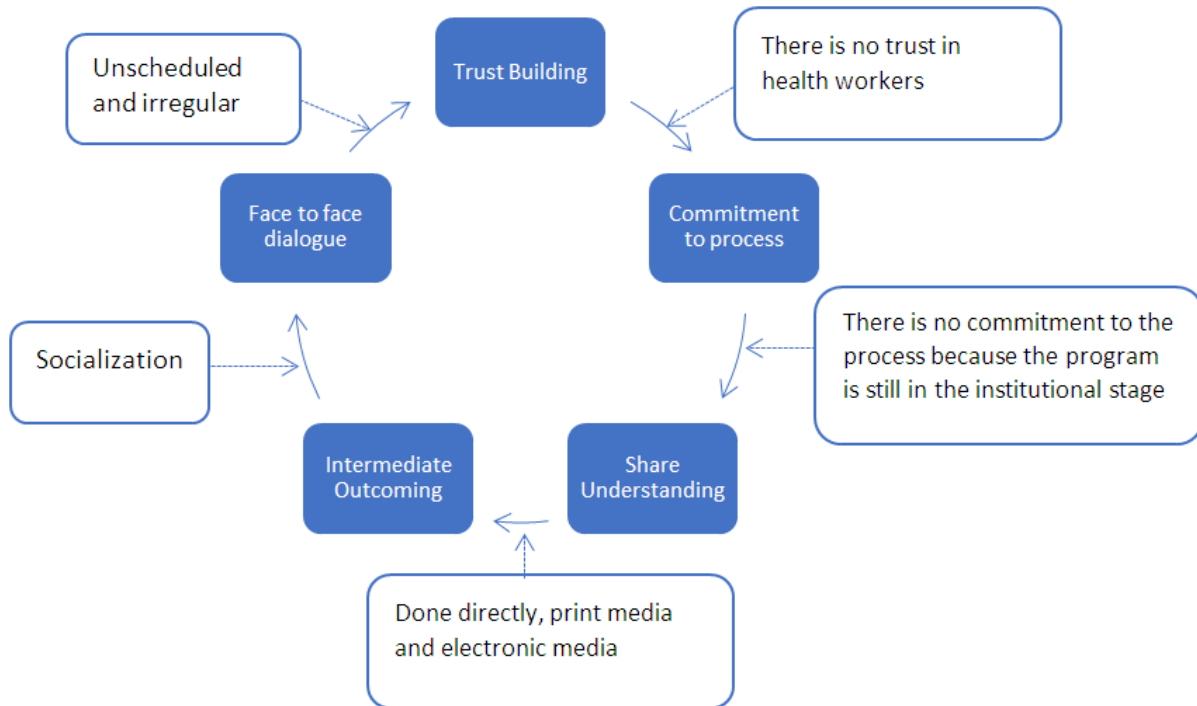 Unscheduled
and irregular
Trust Building
There is no trust in
health workers
Face to face
dialogue
Commitment
to process
Socialization
There is no commitment to the
process because the program
is still in the institutional stage
Intermediate
Outcoming
Share
Understanding
Done directly, print media
and electronic media